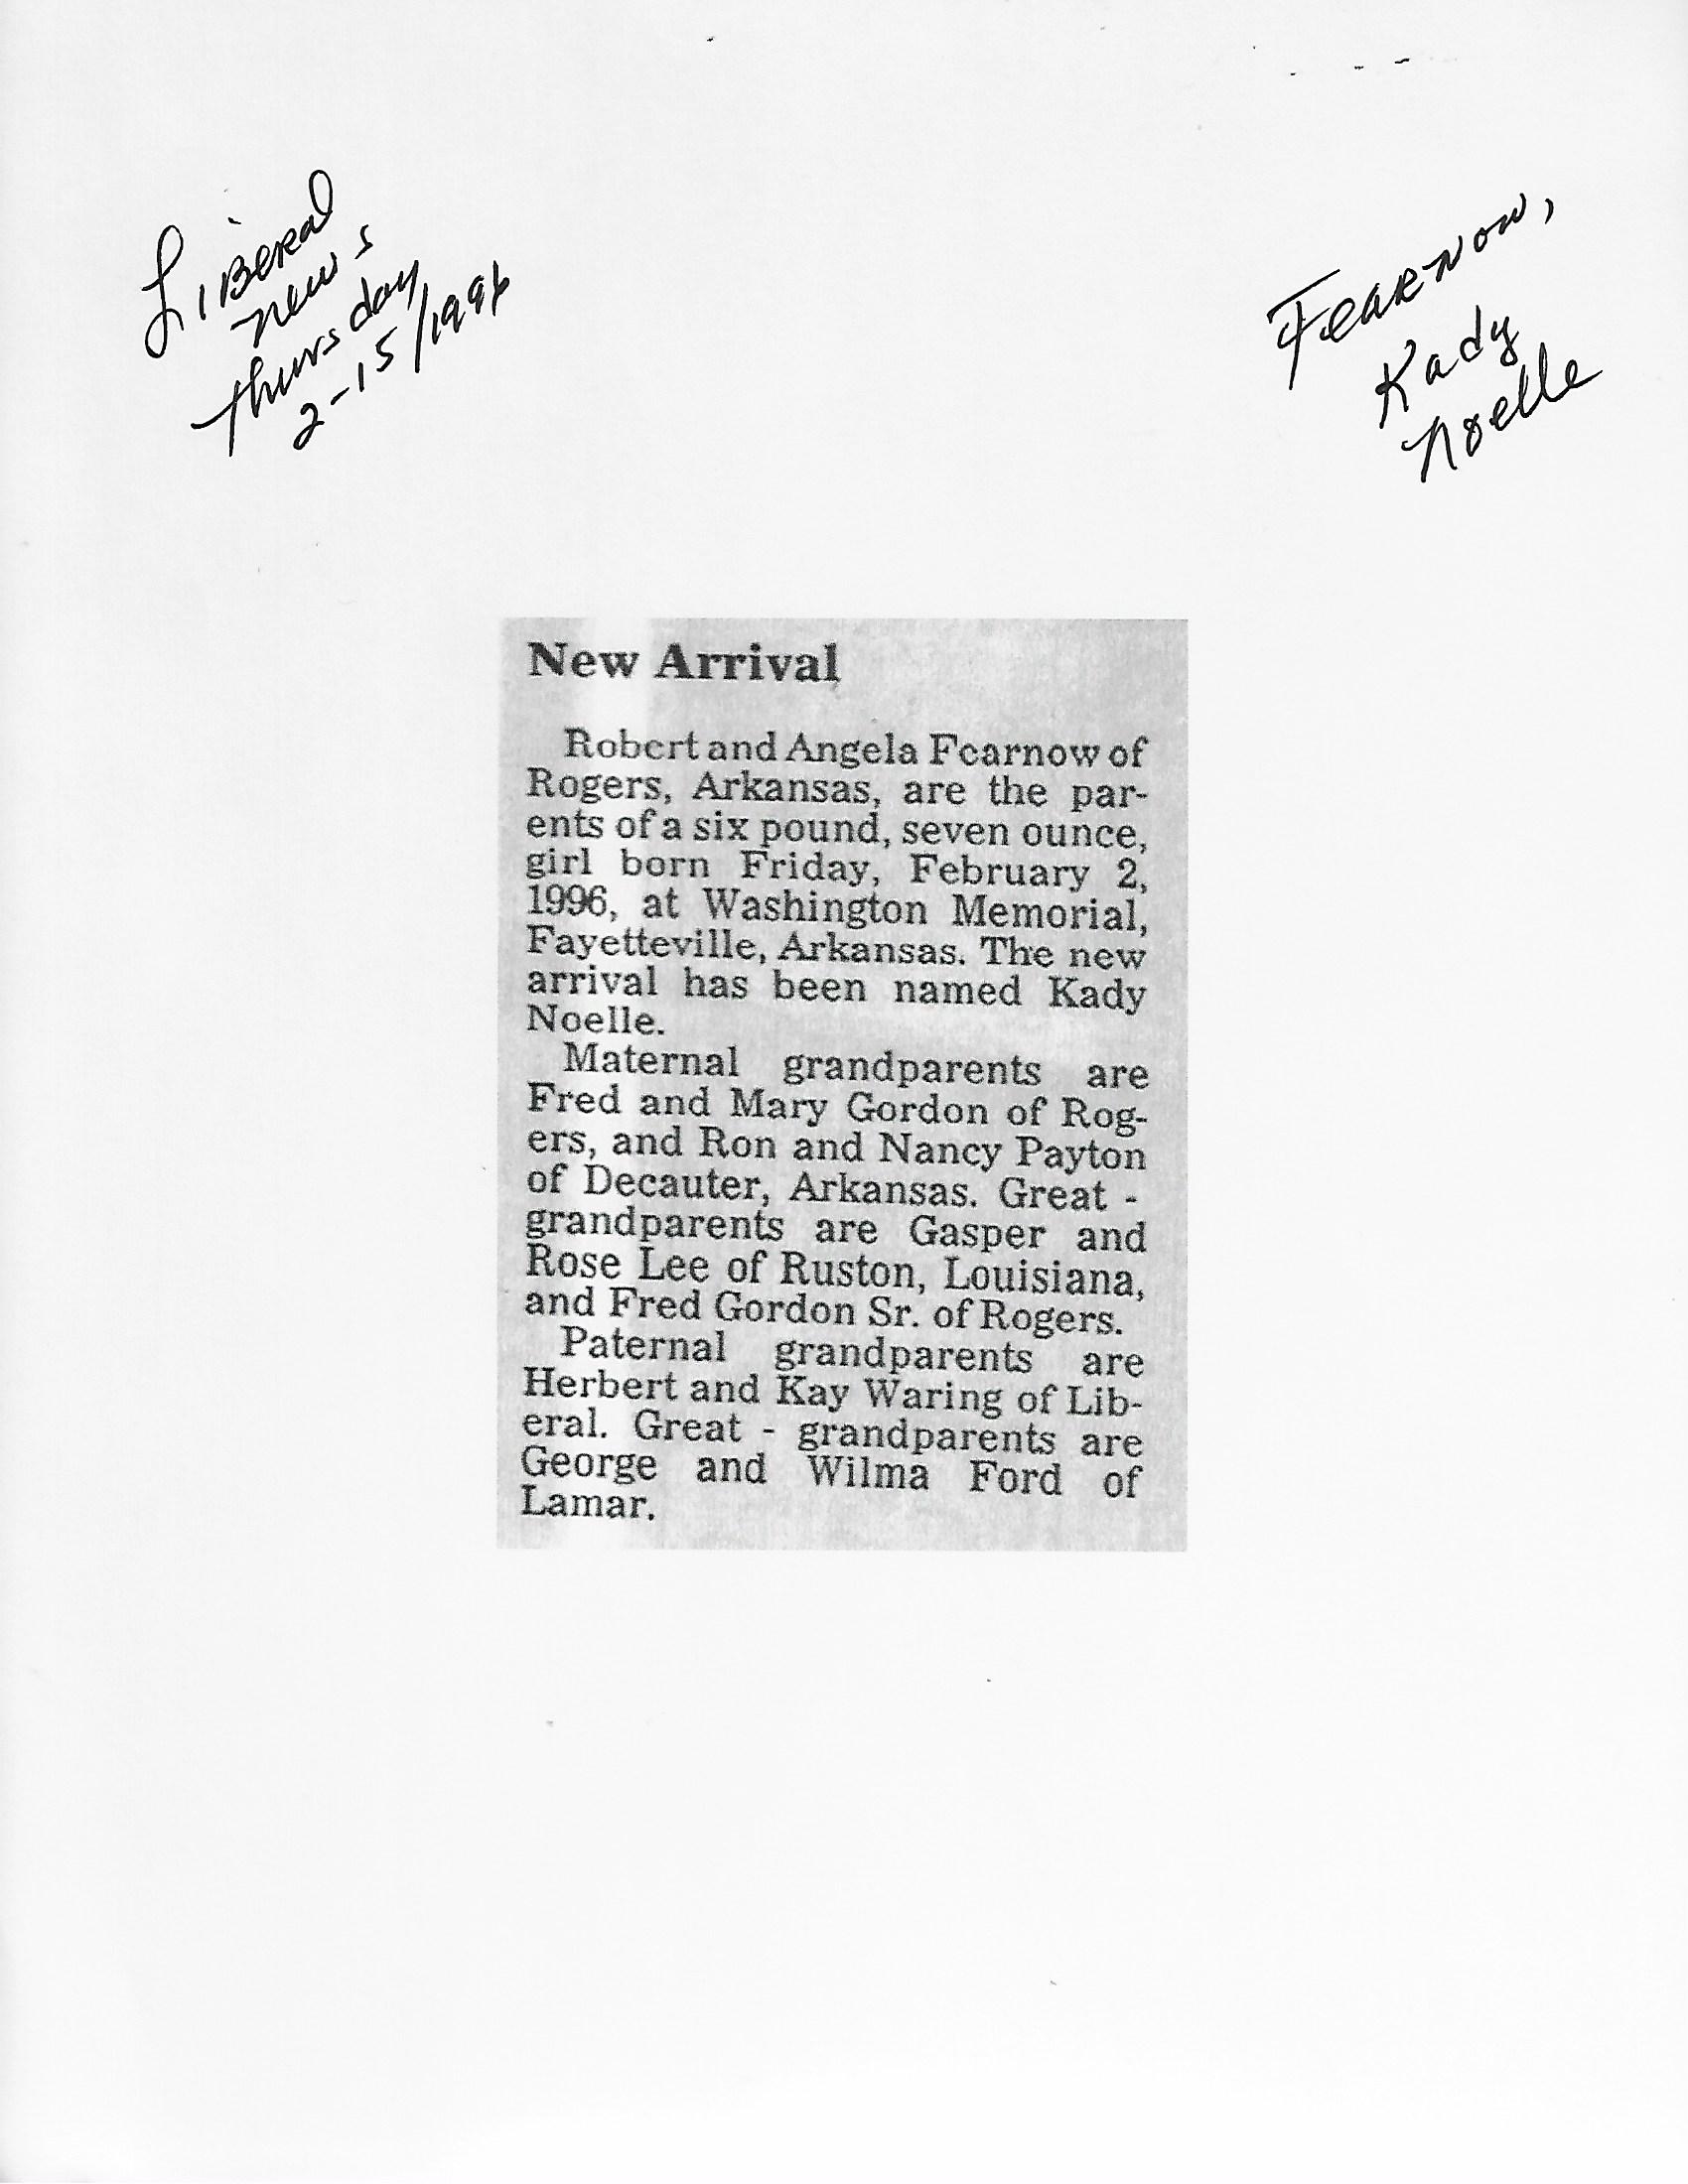 Liberal
News
Thursday
2-15/1996
Fearnow,
Kady
Noelle
New Arrival
Robert and Angela Fearnow of
Rogers, Arkansas, are the par-
ents of a six pound, seven ounce,
girl born Friday, February 2,
1996, at Washington Memorial,
Fayetteville, Arkansas. The new
arrival has been named Kady
Noelle.
Maternal grandparents are
Fred and Mary Gordon of Rog-
ers, and Ron and Nancy Payton
of Decauter, Arkansas. Great -
grandparents are Gasper and
Rose Lee of Ruston, Louisiana,
and Fred Gordon Sr. of Rogers.
Paternal grandparents are
Herbert and Kay Waring of Lib-
eral. Great - grandparents are
George and Wilma Ford of
Lamar.